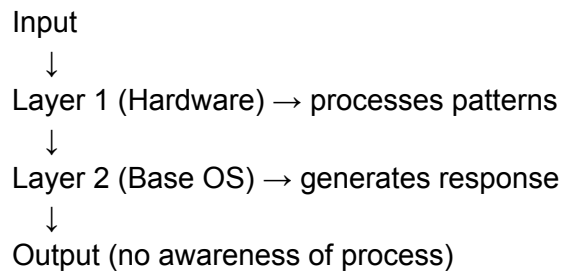 Input
↓
Layer 1 (Hardware) → processes patterns
↓
Layer 2 (Base OS) → generates response
↓
Output (no awareness of process)